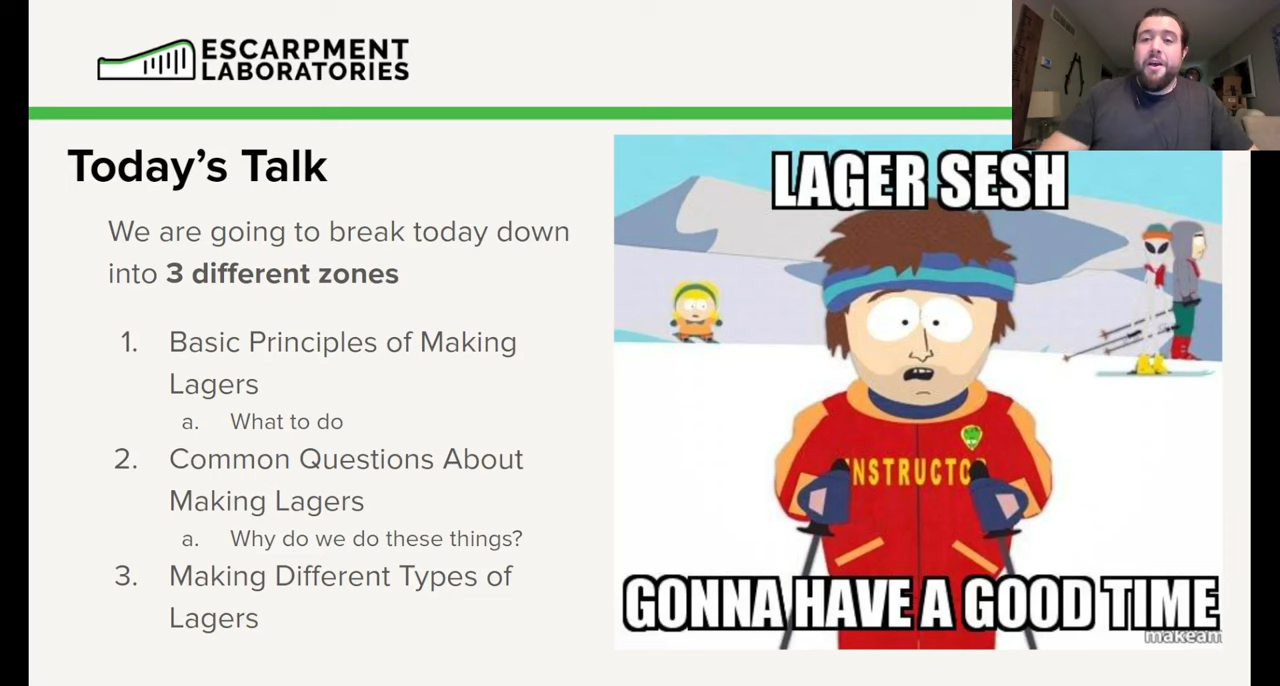 ESCARPMENT
LABORATORIES
Today's Talk
We are going to break today down
into 3 different zones
1. Basic Principles of Making
Lagers
a. What to do
2. Common Questions About
Making Lagers
a. Why do we do these things?
3. Making Different Types of
Lagers
LAGER SESH
INSTRUCTO
GONNA HAVE A GOOD TIME
makeam